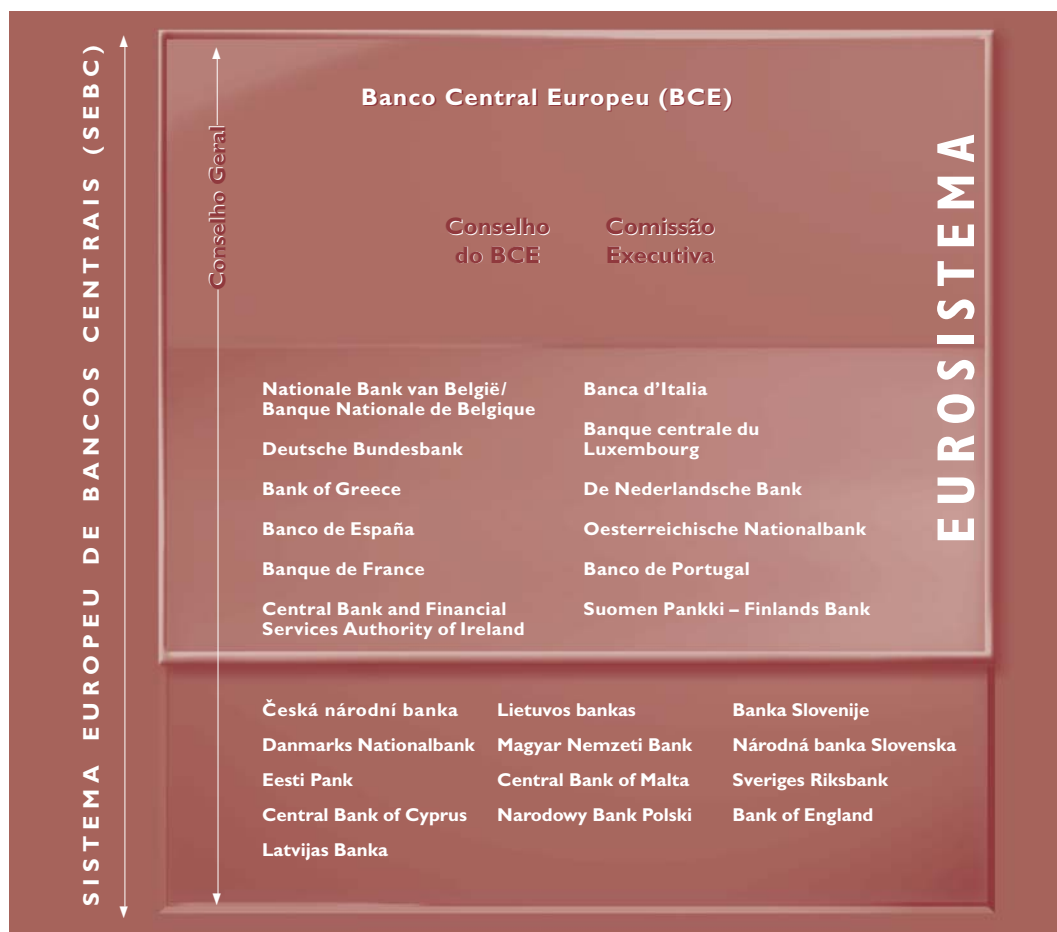 SISTEMA EUROPEU DE BANCOS CENTRAIS (SEBC)
Conselho Geral
Banco Central Europeu (BCE)
Conselho
do BCE
Comissão
Executiva
EUROSISTEMA
Nationale Bank van België/
Banque Nationale de Belgique
Deutsche Bundesbank
Bank of Greece
Banco de España
Banque de France
Central Bank and Financial
Services Authority of Ireland
Banca d’Italia
Banque centrale du
Luxembourg
De Nederlandsche Bank
Oesterreichische Nationalbank
Banco de Portugal
Suomen Pankki – Finlands Bank
Česká národní banka
Danmarks Nationalbank
Eesti Pank
Central Bank of Cyprus
Latvijas Banka
Lietuvos bankas
Magyar Nemzeti Bank
Central Bank of Malta
Narodowy Bank Polski
Banka Slovenije
Národná banka Slovenska
Sveriges Riksbank
Bank of England